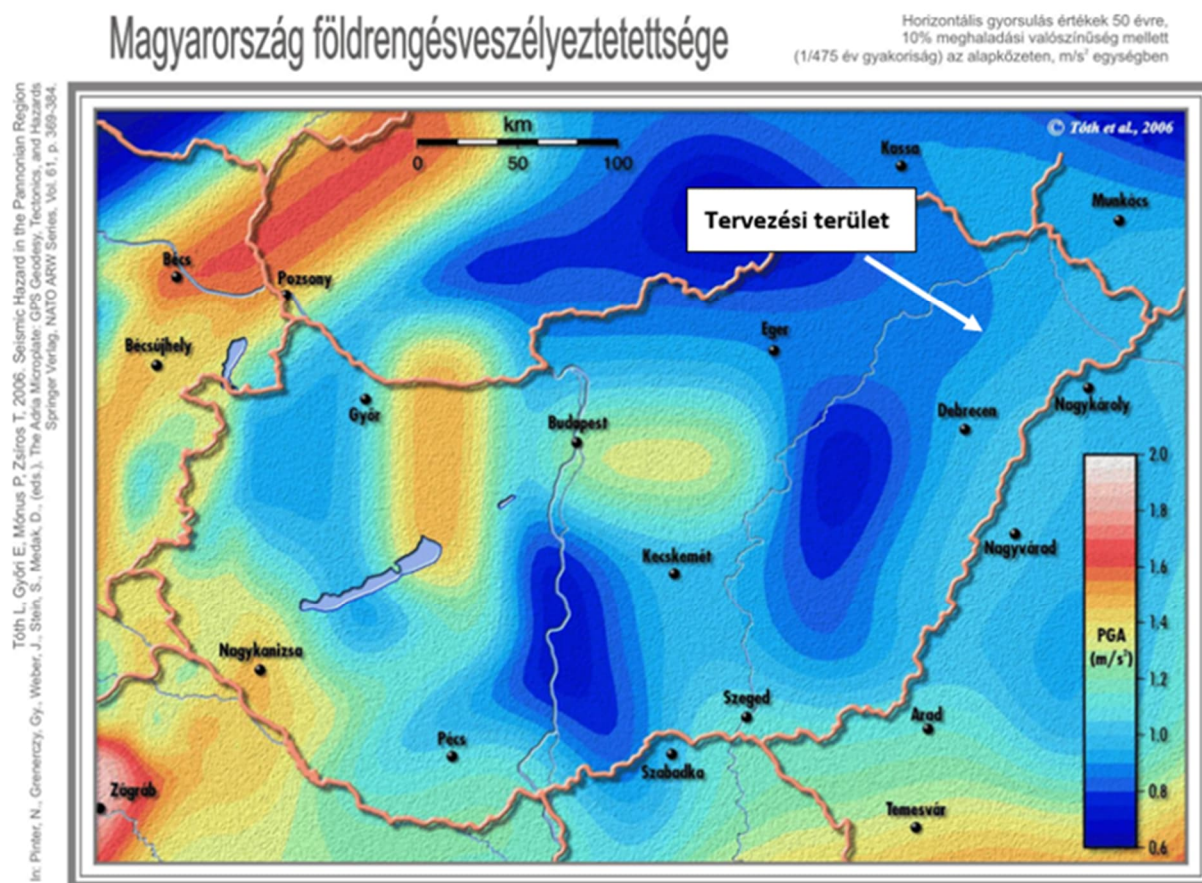 Magyarország földrengésveszélyeztetettsége
Horizontális gyorsulás értékek 50 évre,
10% meghaladási valószínűség mellett
(1/475 év gyakoriság) az alapkőzeten, m/s² egységben
Tóth L., Győri E, Mónus P, Zsíros T, 2006. Seismic Hazard in the Pannonian Region
In: Pinter, N., Grenerczy, Gy., Weber, J., Stein, S., Medak, D., (eds.), The Adria Microplate: GPS Geodesy, Tectonics, and Hazards
Springer Verlag, NATO ARW Series, Vol. 61, p. 369-384.
km
0 50 100
© Tóth et al., 2006
Kassa
Munkács
Tervezési terület
Bécs
Pozsony
Bécsújhely
Eger
Győr
Nagykároly
Debrecen
Budapest
2.0
1.8
Nagyvárad
Kecskemét
1.6
1.4
PGA
(m/s²)
Nagykanizsa
1.2
Szeged
Arad
1.0
Pécs
Szabadka
0.8
Zágráb
Temesvár
0.6